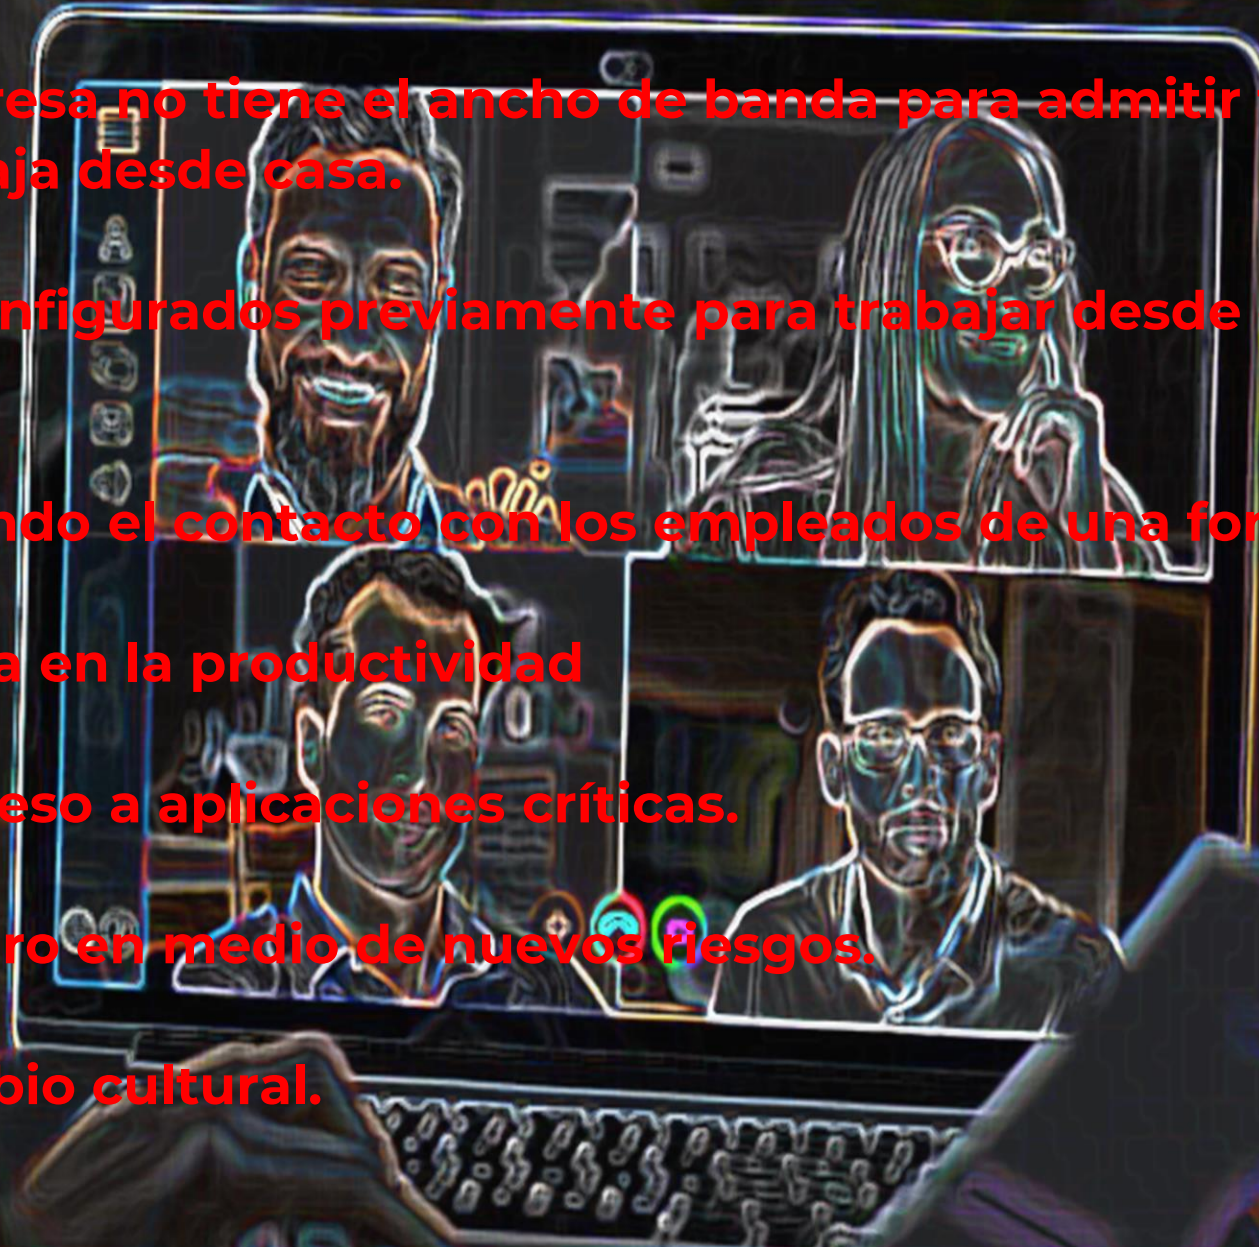 resa no tiene el ancho de banda para admitir
aja desde casa.
nfigurados previamente para trabajar desde
ndo el contacto con los empleados de una for
a en la productividad
eso a aplicaciones críticas.
ro en medio de nuevos riesgos.
bio cultural.